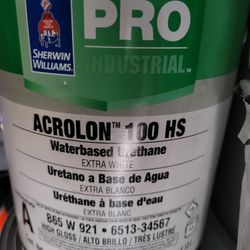 PRO
SHERWIN
WILLIAMS.
INDUSTRIAL™
ACROLON™ 100 HS
Waterbased Urethane
EXTRA WHITE
Uretano a Base de Agua
EXTRA BLANCO
Uréthane à base d'eau
EXTRA BLANC
A
B65 W 921 • 6513-34567
HIGH GLOSS / ALTO BRILLO / TRÈS LUSTRÉ